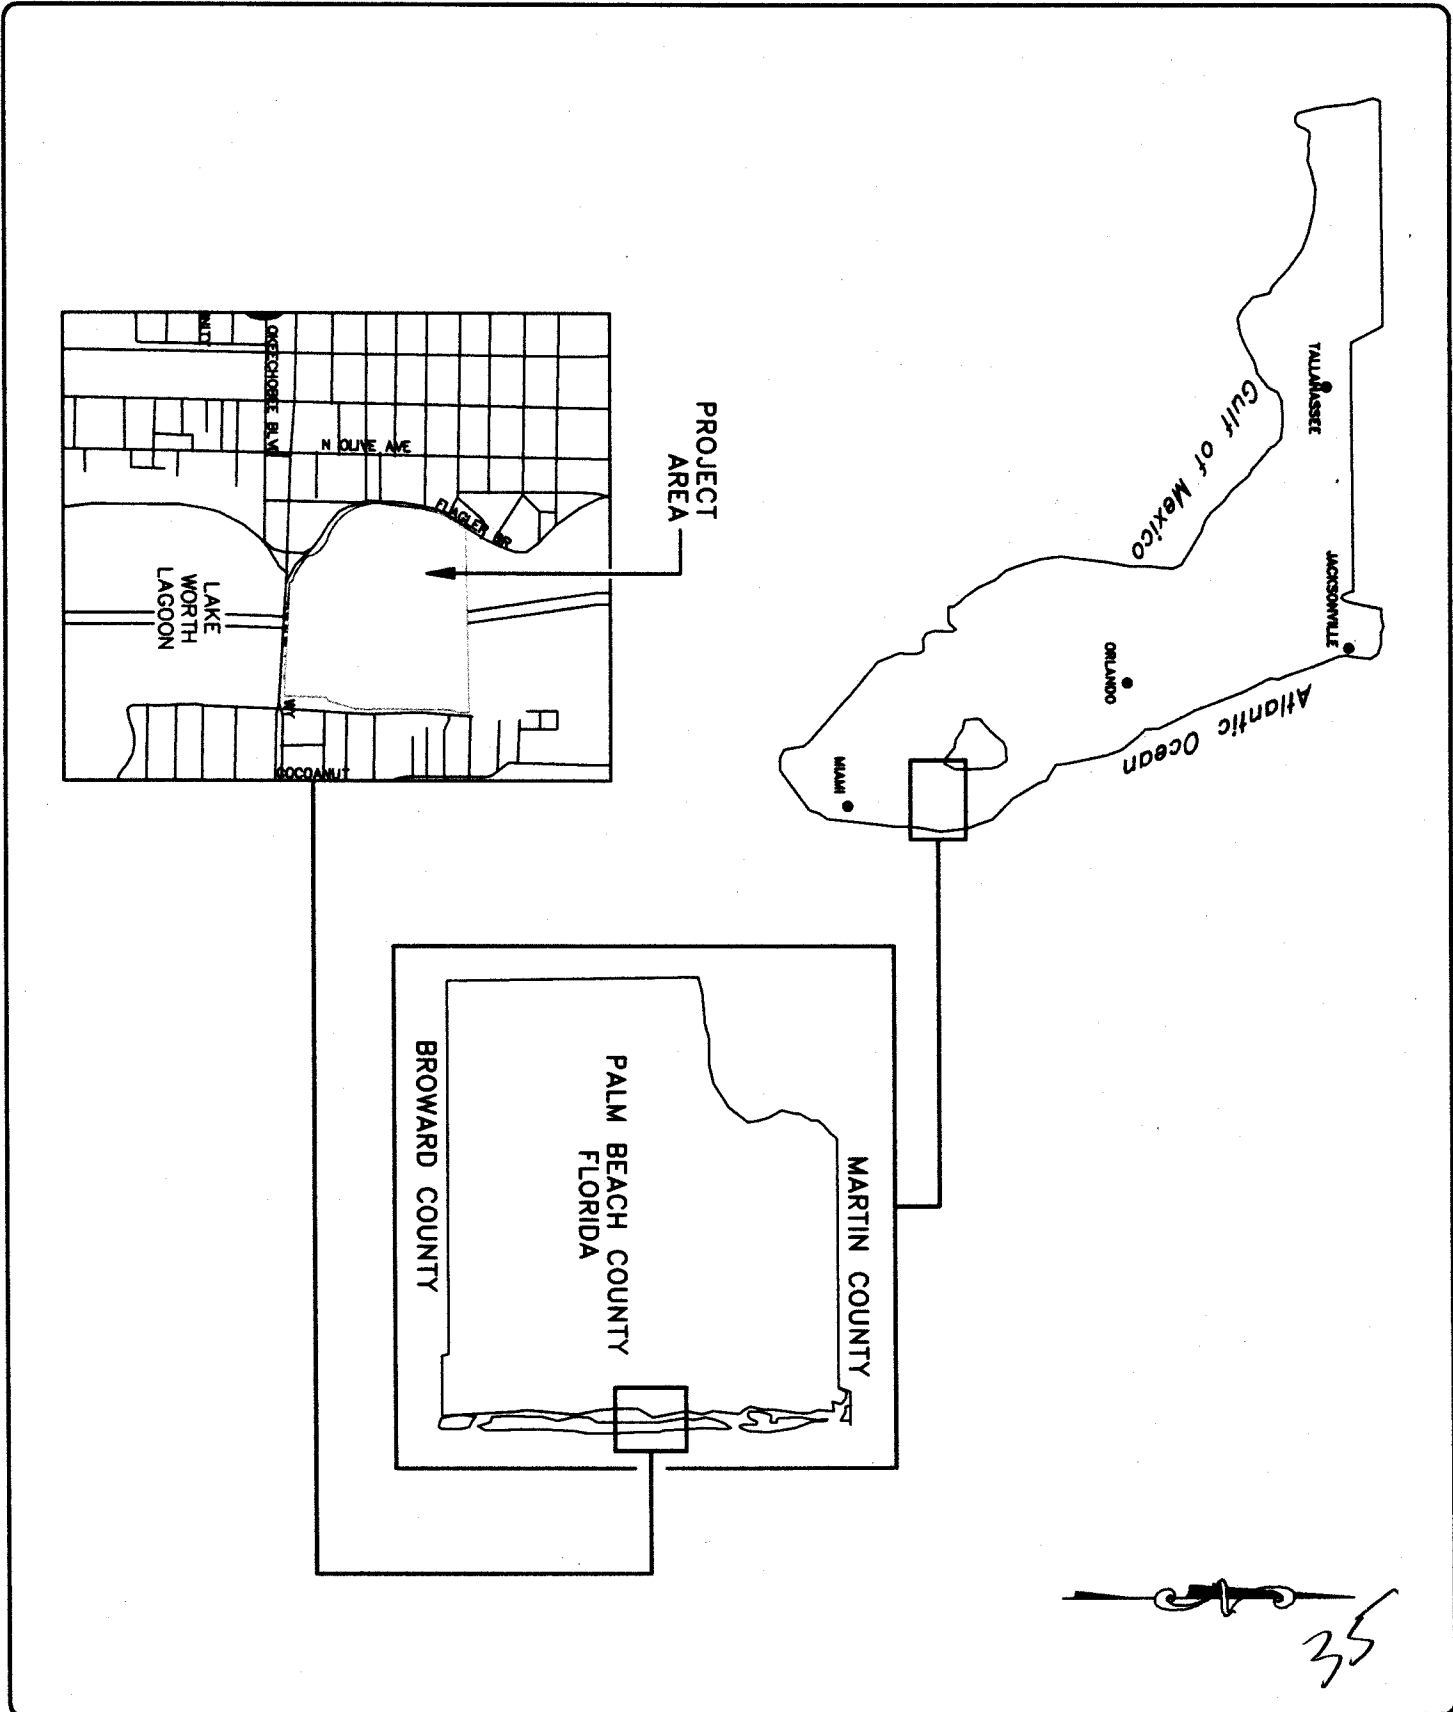 TALLAHASSEE
JACKSONVILLE
Gulf of Mexico
Atlantic Ocean
ORLANDO
MIAMI
PROJECT
AREA
OKEECHOBEE BLVD
N OLIVE AVE
FLAGLER DR
LAKE
WORTH
LAGOON
WY
COCOANUT
MARTIN COUNTY
PALM BEACH COUNTY
FLORIDA
BROWARD COUNTY
35